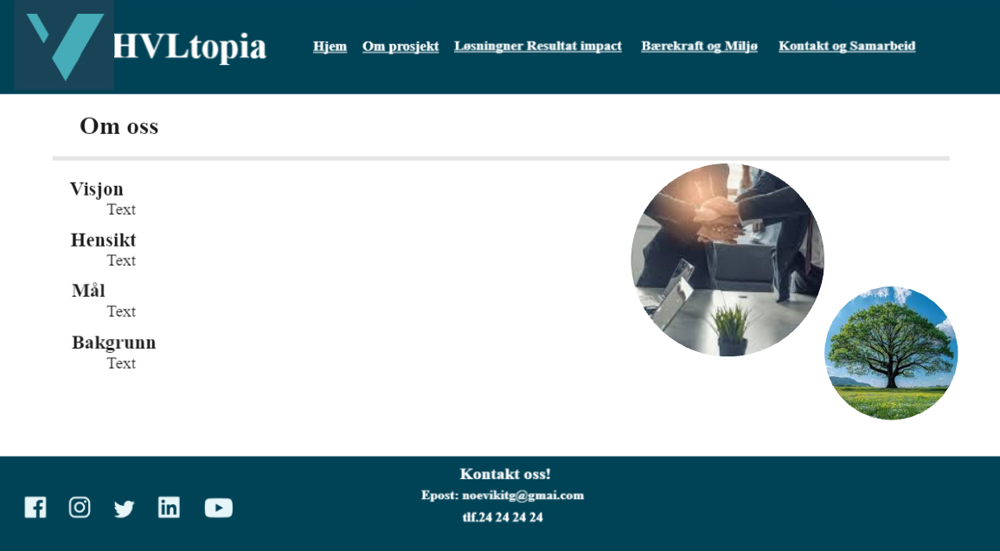 HVLtopia
Hjem Om prosjekt Løsningner Resultat impact Bærekraft og Miljø Kontakt og Samarbeid
Om oss
Visjon
Text
Hensikt
Text
Mål
Text
Bakgrunn
Text
Kontakt oss!
Epost: noevikitg@gmai.com
tlf.24 24 24 24